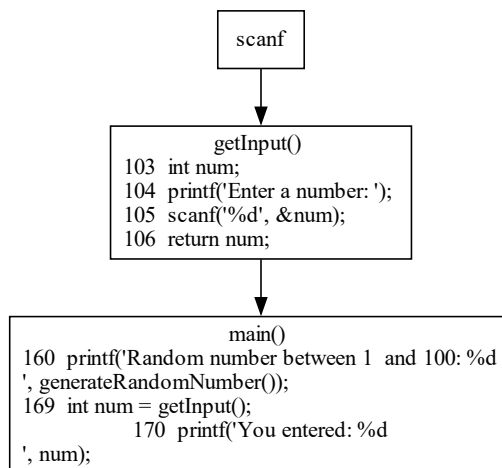 scanf
getInput()
103 int num;
104 printf('Enter a number: ');
105 scanf('%d', &num);
106 return num;
main()
160 printf('Random number between 1 and 100: %d
', generateRandomNumber());
169 int num = getInput();
170 printf('You entered: %d
', num);